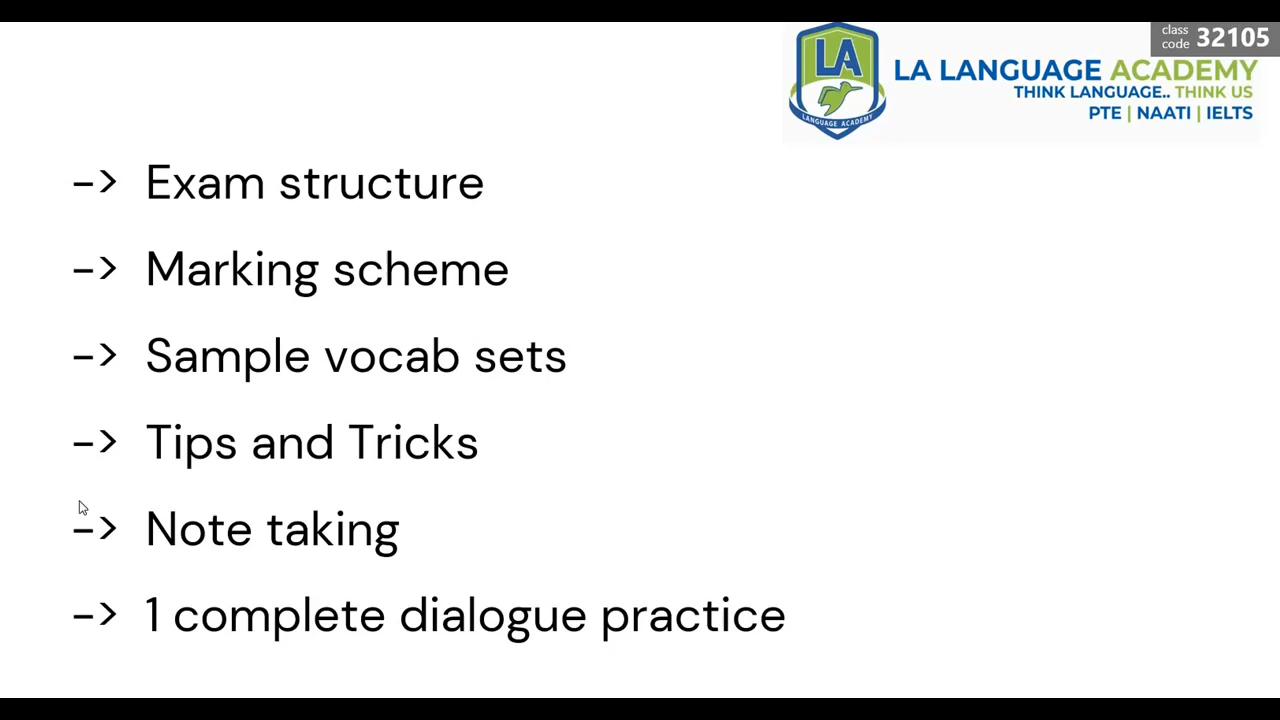 class
code 32105
LA
LANGUAGE ACADEMY
LA LANGUAGE ACADEMY
THINK LANGUAGE.. THINK US
PTE | NAATI | IELTS
-> Exam structure
-> Marking scheme
-> Sample vocab sets
-> Tips and Tricks
-> Note taking
-> 1 complete dialogue practice